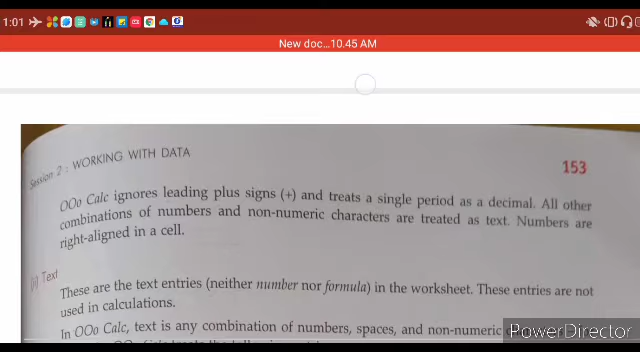 1:01
New doc...10.45 AM
Session 2 : WORKING WITH DATA
153
OOo Calc ignores leading plus signs (+) and treats a single period as a decimal. All other
combinations of numbers and non-numeric characters are treated as text. Numbers are
right-aligned in a cell.
(ii) Text
These are the text entries (neither number nor formula) in the worksheet. These entries are not
used in calculations.
In OOo Calc, text is any combination of numbers, spaces, and non-numeric
PowerDirector